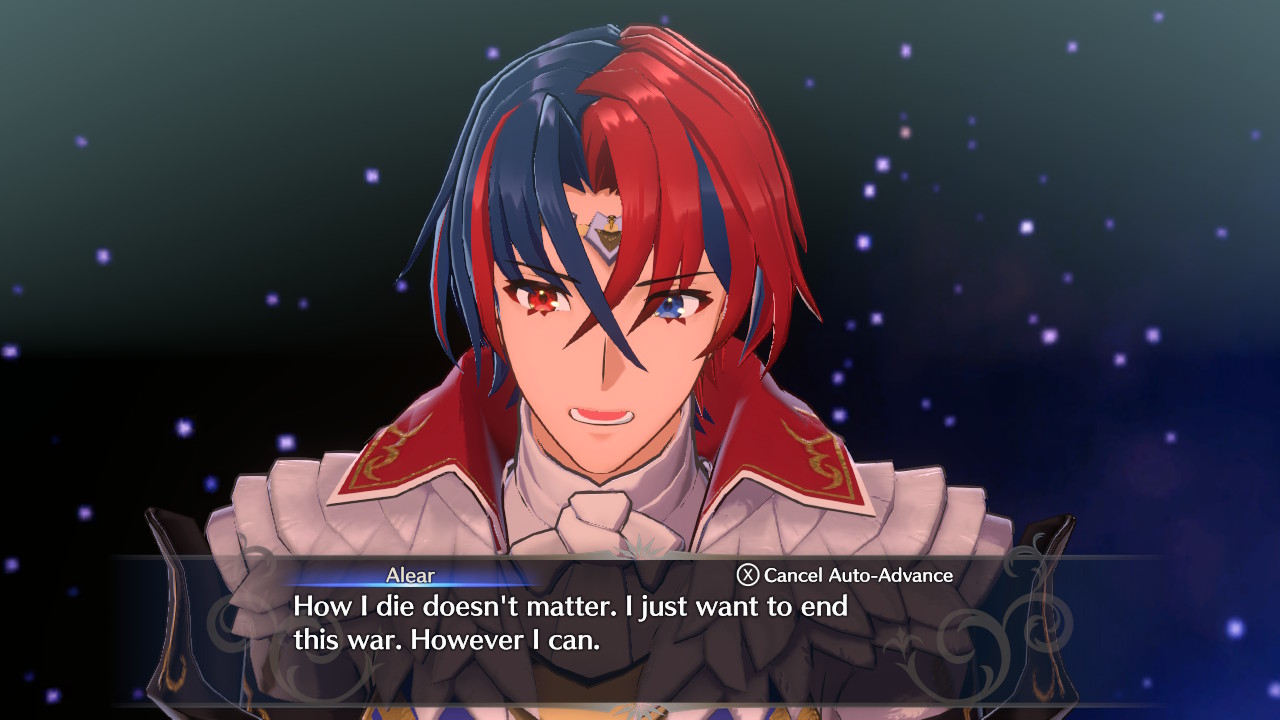 Alear
Ⓧ Cancel Auto-Advance
How I die doesn't matter. I just want to end
this war. However I can.